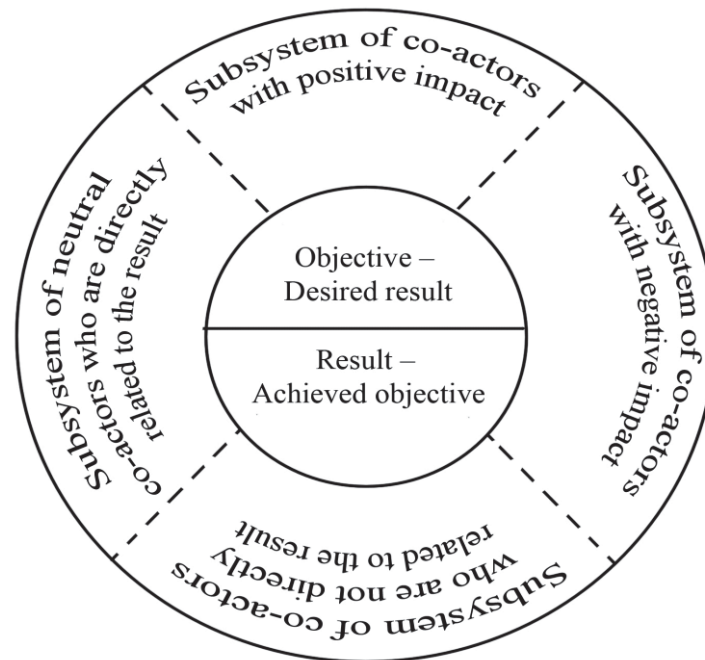 Subsystem of co-actors
with positive impact
Subsystem of co-actors
with negative impact
Subsystem of co-actors
who are not directly
related to the result
Subsystem of neutral
co-actors who are directly
related to the result
Objective –
Desired result
Result –
Achieved objective